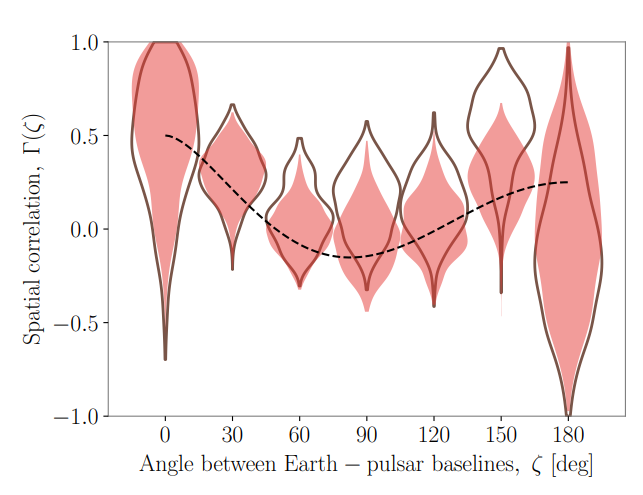 1.0
0.5
0.0
−0.5
−1.0
Spatial correlation, Γ(ζ)
0 30 60 90 120 150 180
Angle between Earth − pulsar baselines, ζ [deg]